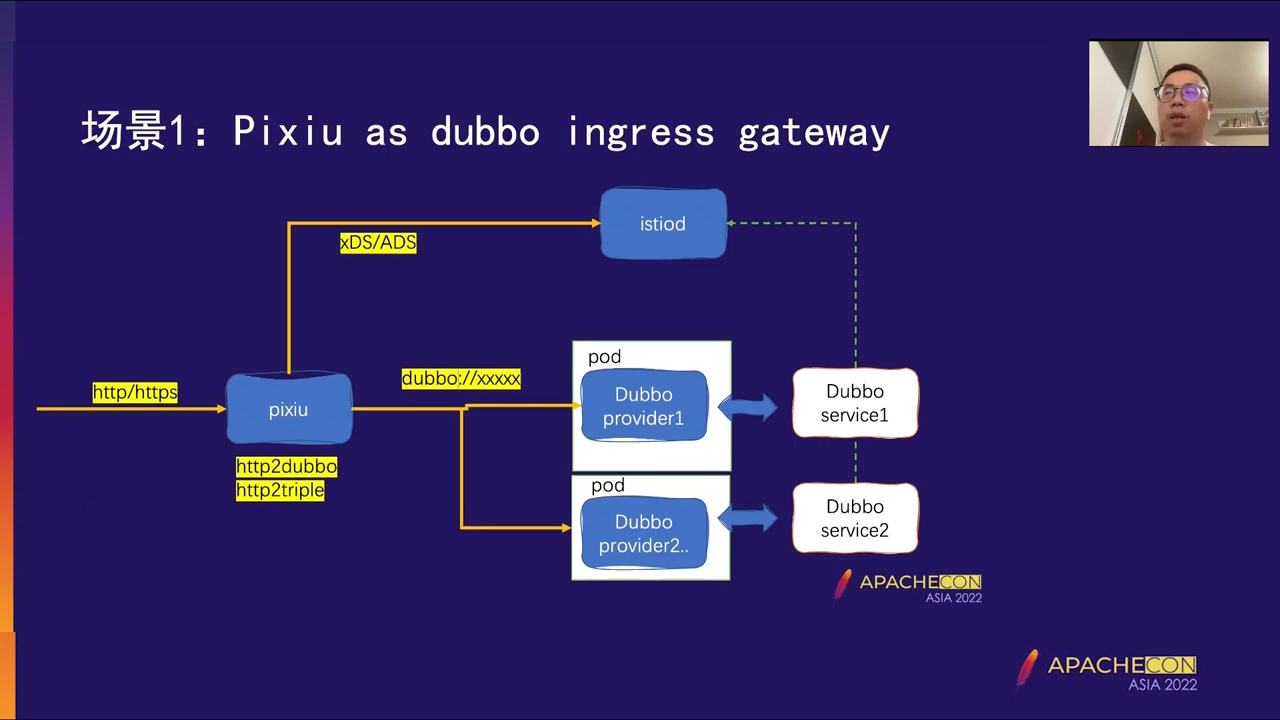 场景1：Pixiu as dubbo ingress gateway
istiod
xDS/ADS
http/https
pixiu
http2dubbo
http2triple
dubbo://xxxxx
pod
Dubbo
provider1
Dubbo
service1
pod
Dubbo
provider2..
Dubbo
service2
APACHECON
ASIA 2022
APACHECON
ASIA 2022